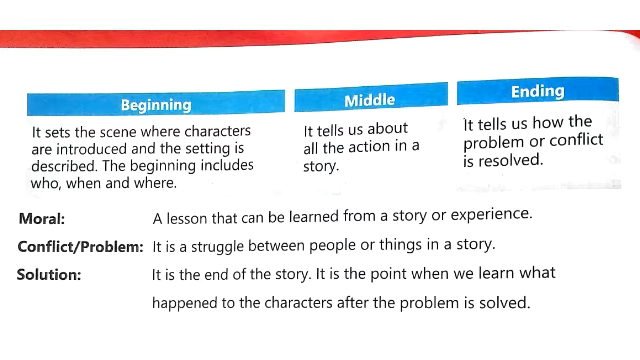 Beginning
It sets the scene where characters
are introduced and the setting is
described. The beginning includes
who, when and where.
Middle
It tells us about
all the action in a
story.
Ending
It tells us how the
problem or conflict
is resolved.
Moral: A lesson that can be learned from a story or experience.
Conflict/Problem: It is a struggle between people or things in a story.
Solution: It is the end of the story. It is the point when we learn what
happened to the characters after the problem is solved.